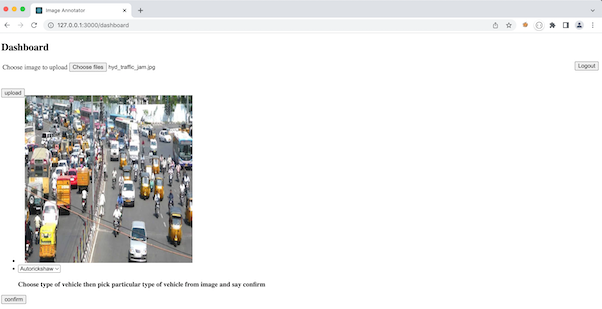 Image Annotator
127.0.0.1:3000/dashboard
Dashboard
Choose image to upload Choose files hyd_traffic_jam.jpg
Logout
upload
Autorickshaw
Choose type of vehicle then pick particular type of vehicle from image and say confirm
confirm